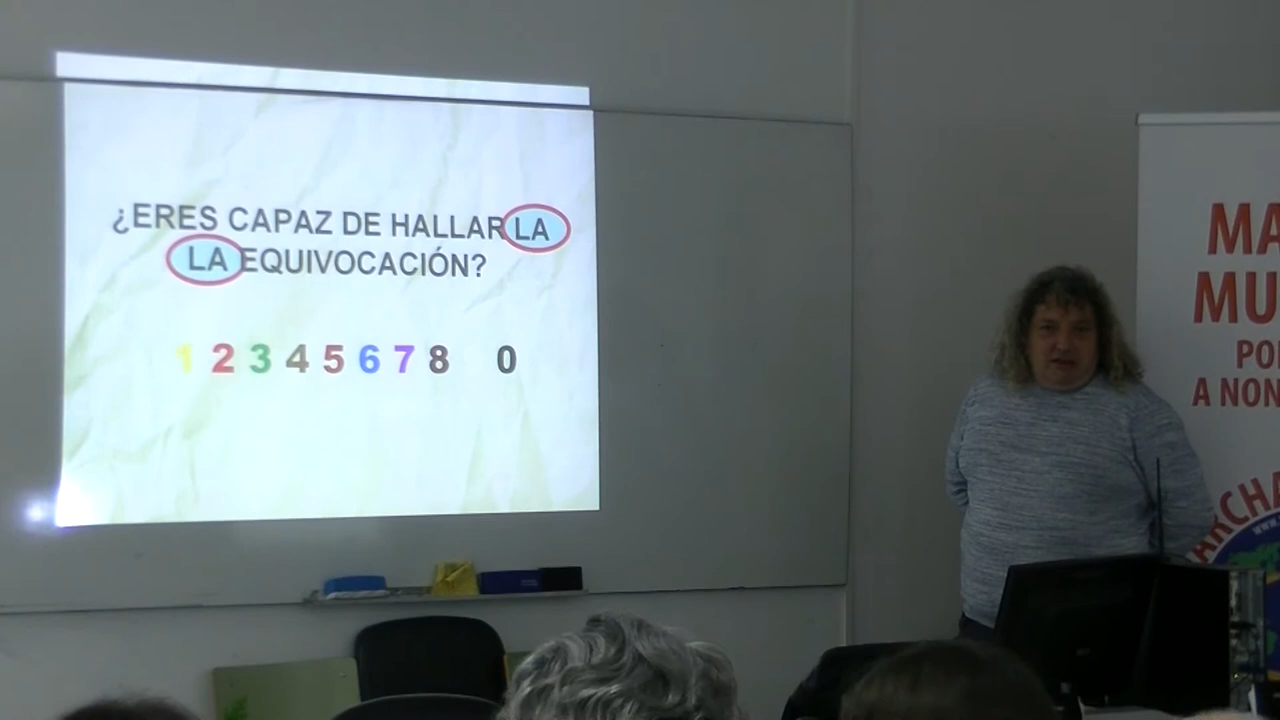 ¿ERES CAPAZ DE HALLAR LA
LA EQUIVOCACIÓN?
1 2 3 4 5 6 7 8 0
MA
MU
A NON